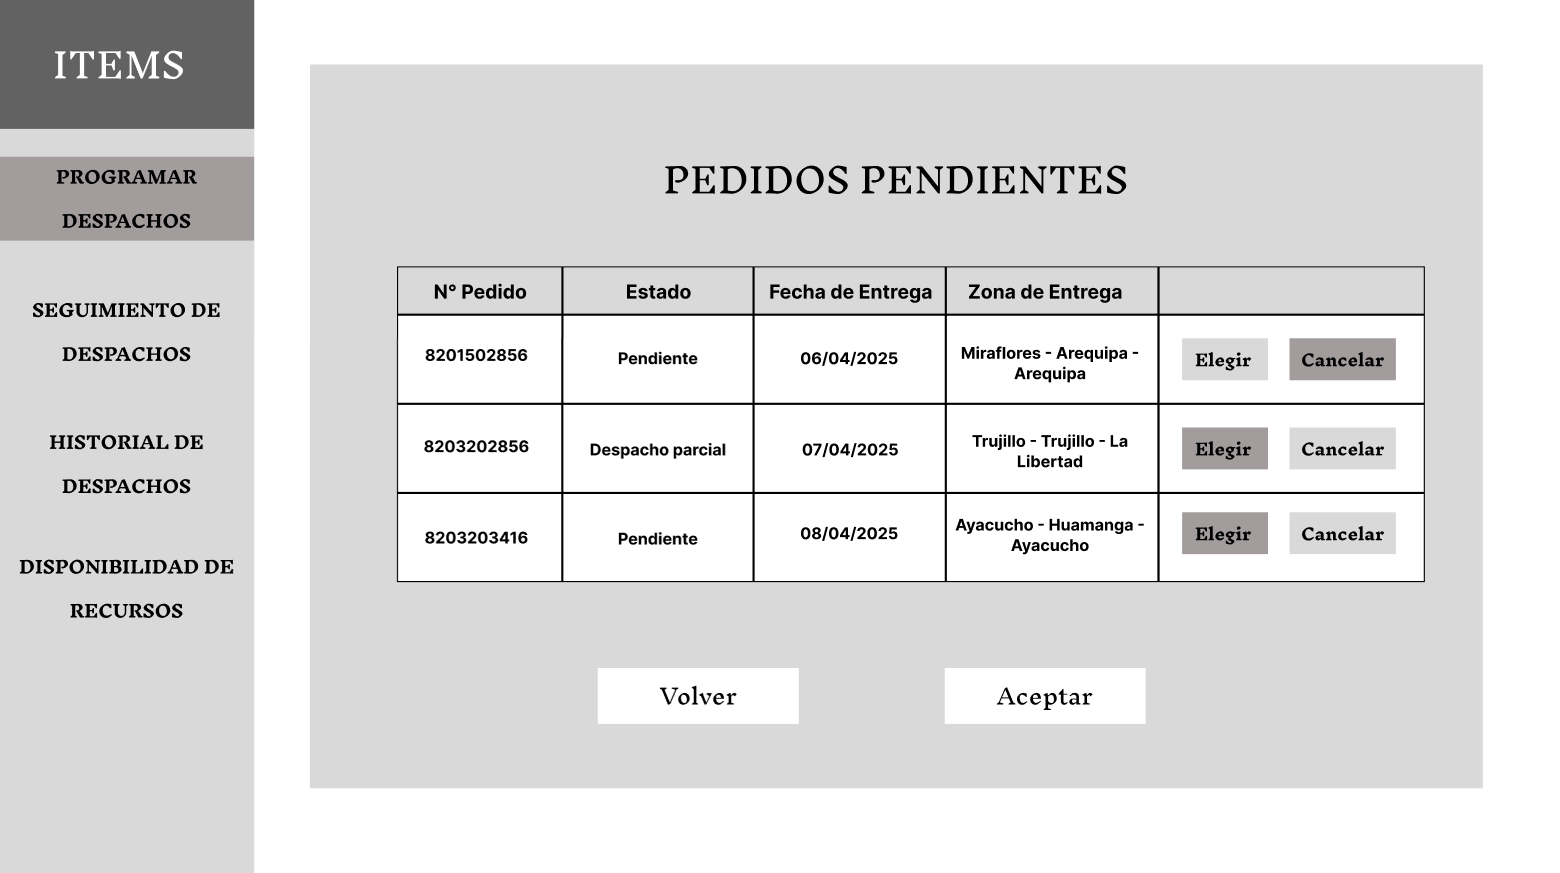 ITEMS
PROGRAMAR
DESPACHOS
SEGUIMIENTO DE
DESPACHOS
HISTORIAL DE
DESPACHOS
DISPONIBILIDAD DE
RECURSOS
PEDIDOS PENDIENTES
N° Pedido Estado Fecha de Entrega Zona de Entrega
8201502856 Pendiente 06/04/2025 Miraflores - Arequipa -
Arequipa
Elegir Cancelar
8203202856 Despacho parcial 07/04/2025 Trujillo - Trujillo - La
Libertad
Elegir Cancelar
8203203416 Pendiente 08/04/2025 Ayacucho - Huamanga -
Ayacucho
Elegir Cancelar
Volver Aceptar